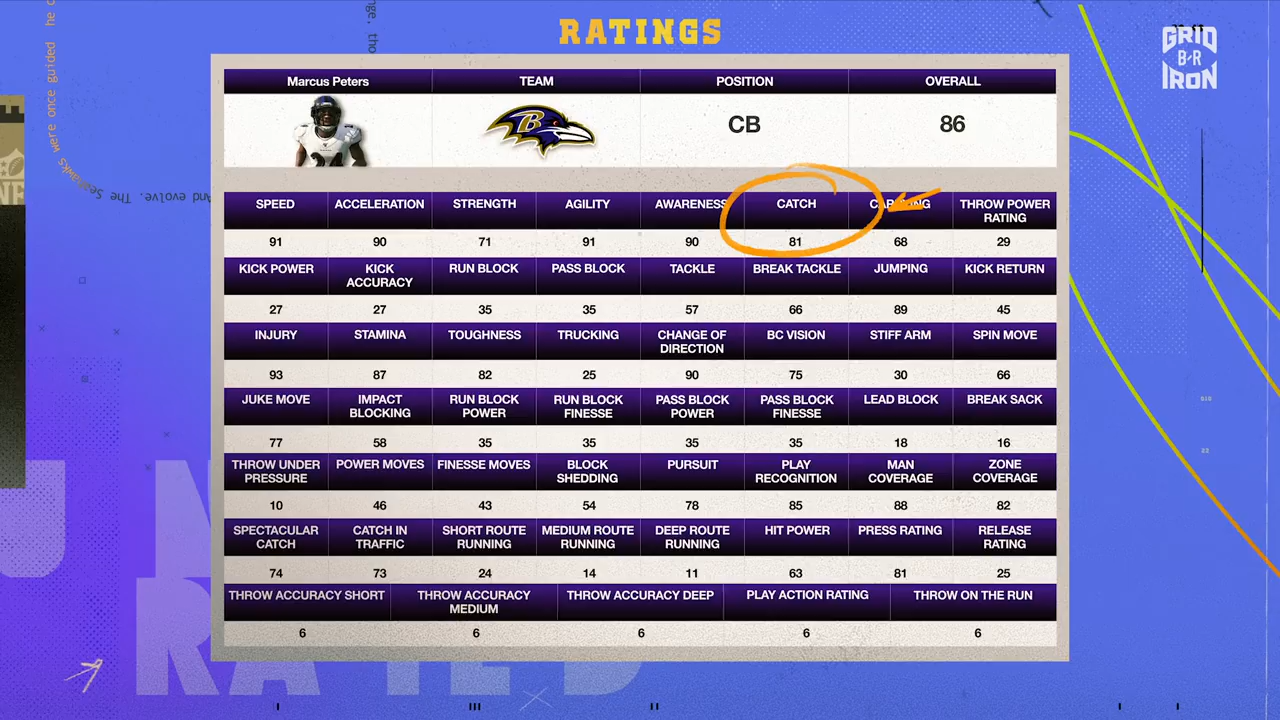 RATINGS
GRID
B/R
IRON
Marcus Peters TEAM POSITION OVERALL
B
CB 86
SPEED ACCELERATION STRENGTH AGILITY AWARENESS CATCH THROW POWER RATING
91 90 71 91 90 81 68 29
KICK POWER KICK ACCURACY RUN BLOCK PASS BLOCK TACKLE BREAK TACKLE JUMPING KICK RETURN
27 27 35 35 57 66 89 45
INJURY STAMINA TOUGHNESS TRUCKING CHANGE OF DIRECTION BC VISION STIFF ARM SPIN MOVE
93 87 82 25 90 75 30 66
JUKE MOVE IMPACT BLOCKING RUN BLOCK POWER RUN BLOCK FINESSE PASS BLOCK POWER PASS BLOCK FINESSE LEAD BLOCK BREAK SACK
77 58 35 35 35 35 18 16
THROW UNDER PRESSURE POWER MOVES FINESSE MOVES BLOCK SHEDDING PURSUIT PLAY RECOGNITION MAN COVERAGE ZONE COVERAGE
10 46 43 54 78 85 88 82
SPECTACULAR CATCH CATCH IN TRAFFIC SHORT ROUTE RUNNING MEDIUM ROUTE RUNNING DEEP ROUTE RUNNING HIT POWER PRESS RATING RELEASE RATING
74 73 24 14 11 63 81 25
THROW ACCURACY SHORT THROW ACCURACY MEDIUM THROW ACCURACY DEEP PLAY ACTION RATING THROW ON THE RUN
6 6 6 6 6
were once guided he
And evolve. The Seahawks